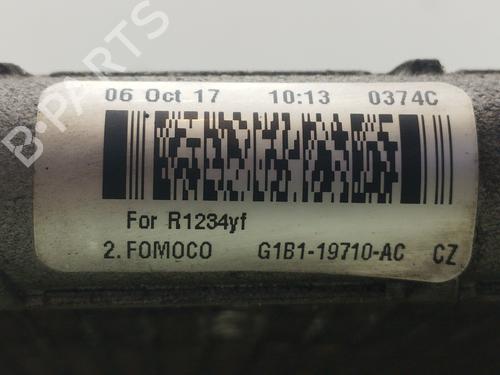 B-PARTS
06 Oct 17 10:13 0374C
For R1234yf
2. FOMOCO G1B1-19710-AC CZ